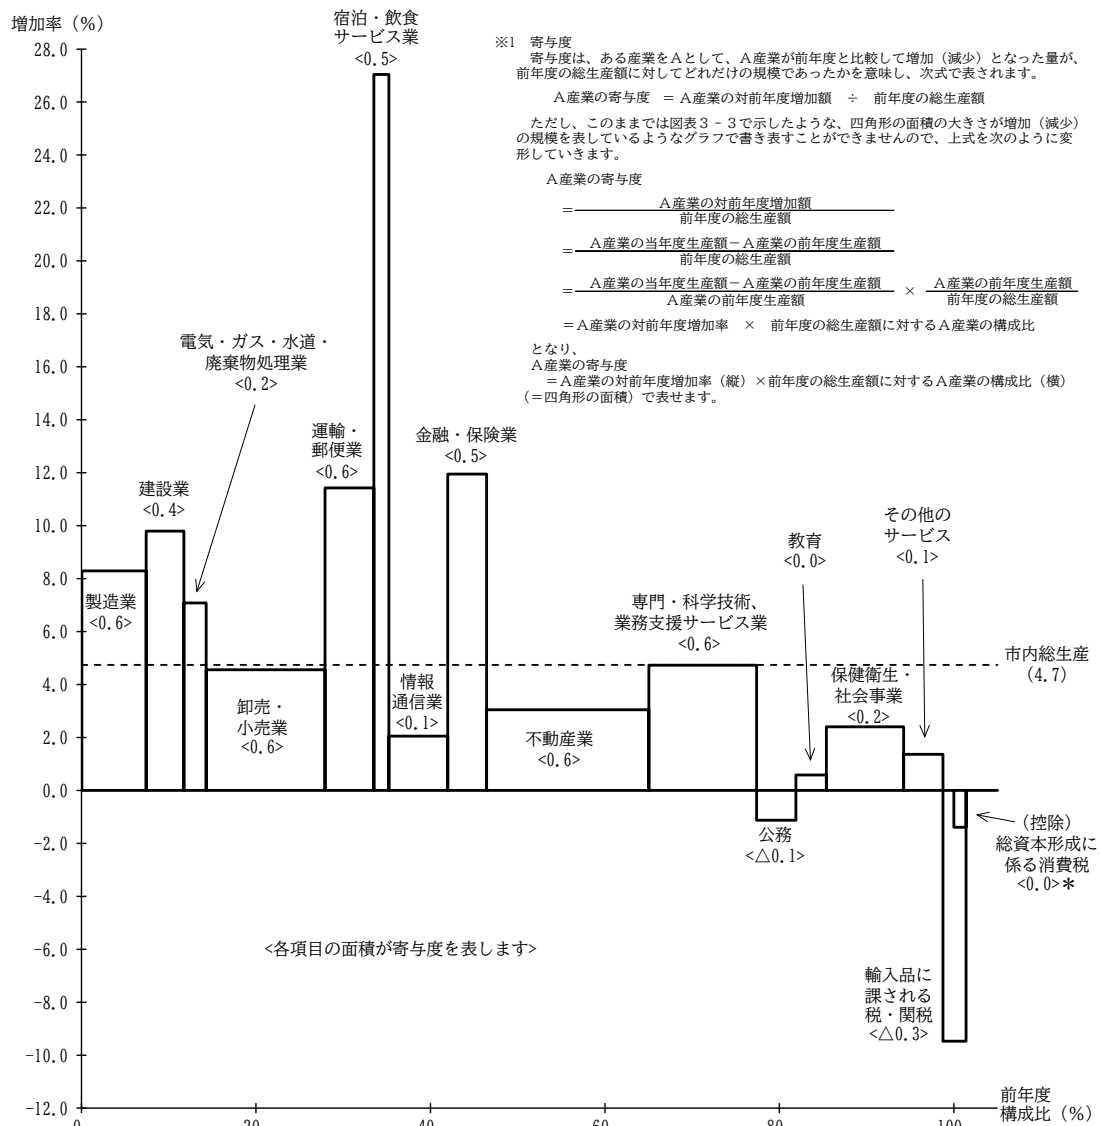 増加率（%）
28.0
26.0
24.0
22.0
20.0
18.0
16.0
14.0
12.0
10.0
8.0
6.0
4.0
2.0
0.0
-2.0
-4.0
-6.0
-8.0
-10.0
-12.0
宿泊・飲食
サービス業
<0.5>
※1　寄与度
寄与度は、ある産業をＡとして、Ａ産業が前年度と比較して増加（減少）となった量が、
前年度の総生産額に対してどれだけの規模であったかを意味し、次式で表されます。
Ａ産業の寄与度　＝ Ａ産業の対前年度増加額　÷　前年度の総生産額
ただし、このままでは図表３－３で示したような、四角形の面積の大きさが増加（減少）
の規模を表しているようなグラフで書き表すことができませんので、上式を次のように変
形していきます。
Ａ産業の寄与度
Ａ産業の対前年度増加額
＝
前年度の総生産額
Ａ産業の当年度生産額－Ａ産業の前年度生産額
＝
前年度の総生産額
Ａ産業の当年度生産額－Ａ産業の前年度生産額　Ａ産業の前年度生産額
＝　×
Ａ産業の前年度生産額　前年度の総生産額
＝Ａ産業の対前年度増加率　×　前年度の総生産額に対するＡ産業の構成比
となり、
Ａ産業の寄与度
＝Ａ産業の対前年度増加率（縦）×前年度の総生産額に対するＡ産業の構成比（横）
（＝四角形の面積）で表せます。
電気・ガス・水道・
廃棄物処理業
<0.2>
運輸・
郵便業
<0.6>
金融・保険業
<0.5>
建設業
<0.4>
その他の
サービス
<0.1>
教育
<0.0>
製造業
<0.6>
専門・科学技術、
業務支援サービス業
<0.6>
市内総生産
（4.7）
卸売・
小売業
<0.6>
情報
通信業
<0.1>
不動産業
<0.6>
保健衛生・
社会事業
<0.2>
公務
<△0.1>
（控除）
総資本形成に
係る消費税
<0.0>＊
<各項目の面積が寄与度を表します>
輸入品に
課される
税・関税
<△0.3>
前年度
構成比（%）
0
20
40
60
80
100